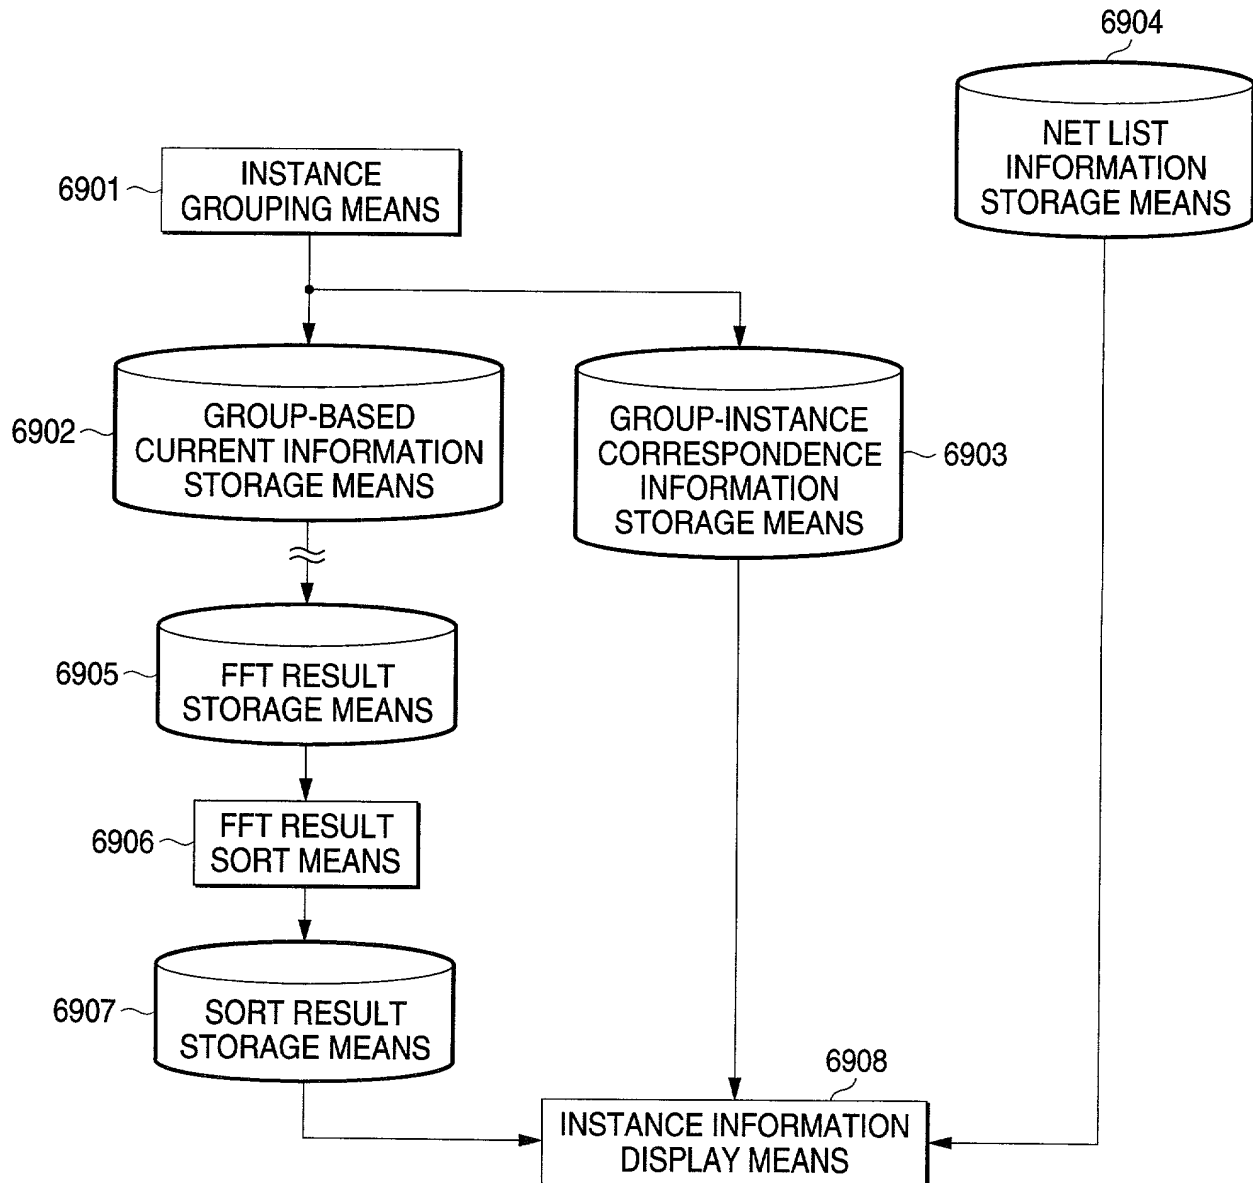 6904
NET LIST
INFORMATION
STORAGE MEANS
6901
INSTANCE
GROUPING MEANS
6902
GROUP-BASED
CURRENT INFORMATION
STORAGE MEANS
GROUP-INSTANCE
CORRESPONDENCE
INFORMATION
STORAGE MEANS
6903
6905
FFT RESULT
STORAGE MEANS
6906
FFT RESULT
SORT MEANS
6907
SORT RESULT
STORAGE MEANS
6908
INSTANCE INFORMATION
DISPLAY MEANS